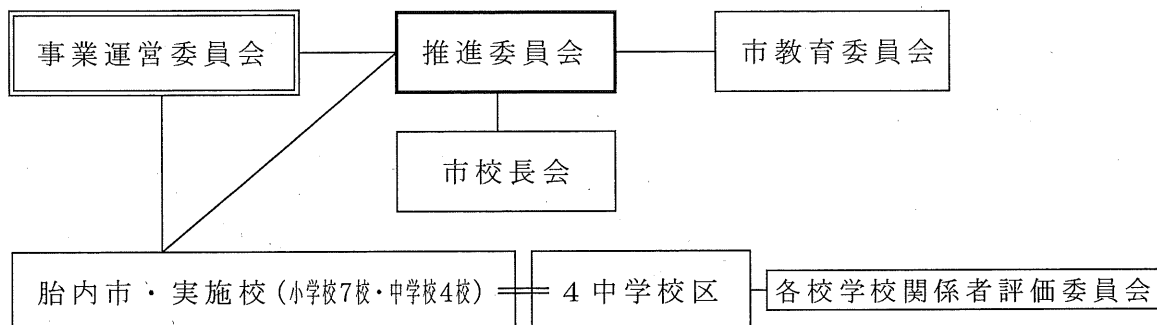 事業運営委員会
推進委員会
市教育委員会
市校長会
胎内市・実施校(小学校7校・中学校4校)
4中学校区
各校学校関係者評価委員会